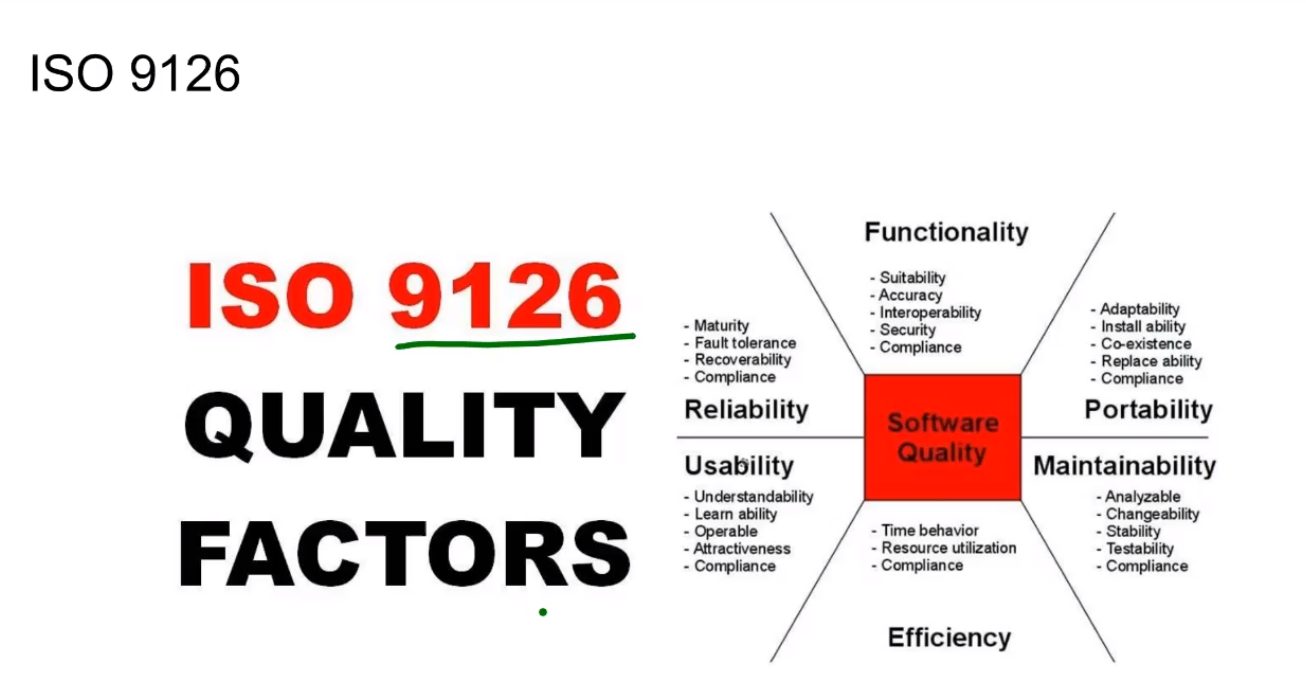 ISO 9126
ISO 9126
QUALITY
FACTORS
Functionality
- Suitability
- Accuracy
- Interoperability
- Security
- Compliance
- Maturity
- Fault tolerance
- Recoverability
- Compliance
Reliability
- Adaptability
- Install ability
- Co-existence
- Replace ability
- Compliance
Portability
Software
Quality
Usability
- Understandability
- Learn ability
- Operable
- Attractiveness
- Compliance
Maintainability
- Analyzable
- Changeability
- Stability
- Testability
- Compliance
- Time behavior
- Resource utilization
- Compliance
Efficiency